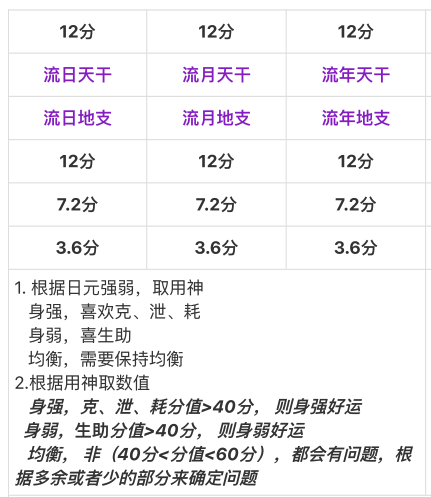 12分 12分 12分
流日天干 流月天干 流年天干
流日地支 流月地支 流年地支
12分 12分 12分
7.2分 7.2分 7.2分
3.6分 3.6分 3.6分
1. 根据日元强弱，取用神
身强，喜欢克、泄、耗
身弱，喜生助
均衡，需要保持均衡
2.根据用神取数值
身强，克、泄、耗分值>40分， 则身强好运
身弱，生助分值>40分， 则身弱好运
均衡， 非（40分<分值<60分），都会有问题，根
据多余或者少的部分来确定问题